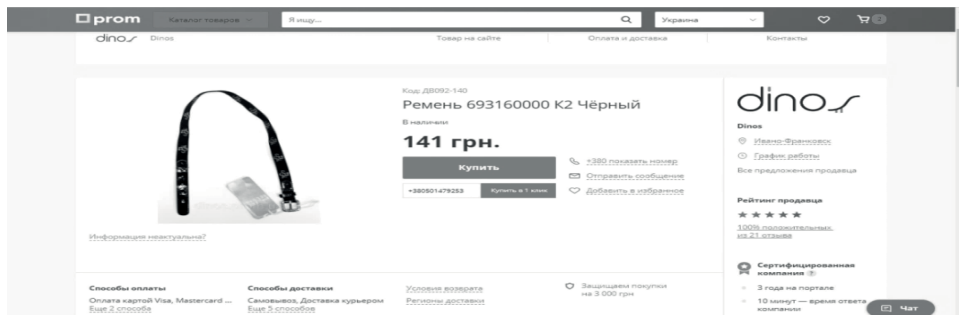 prom
Каталог товаров
Я ищу...
Украина
dinos
Dinos
Товар на сайте
Оплата и доставка
Контакты
Код: ДВ092-140
Ремень 693160000 К2 Чёрный
В наличии
141 грн.
Купить
+380 показать номер
Отправить сообщение
+380501479253
Купить в 1 клик
Добавить в избранное
Информация неактуальна?
dinos
Dinos
Ивано-Франковск
График работы
Все предложения продавца
Рейтинг продавца
100% положительных
из 21 отзыва
Сертифицированная
компания
3 года на портале
10 минут — время ответа
компании
Способы оплаты
Оплата картой Visa, Mastercard ...
Еще 2 способа
Способы доставки
Самовывоз, Доставка курьером
Еще 5 способов
Условия возврата
Регионы доставки
Защищаем покупки
на 3 000 грн
Чат